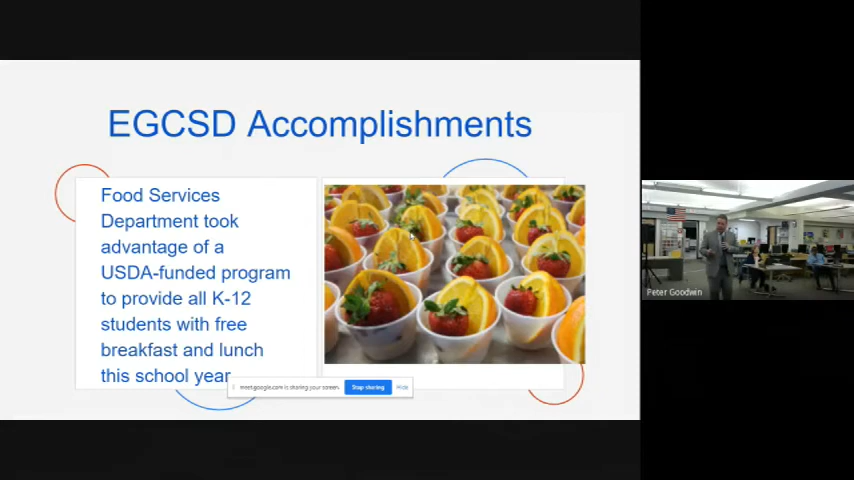 EGCSD Accomplishments
Food Services
Department took
advantage of a
USDA-funded program
to provide all K-12
students with free
breakfast and lunch
this school year.
meet.google.com is sharing your screen.
Stop sharing
Hide
Peter Goodwin